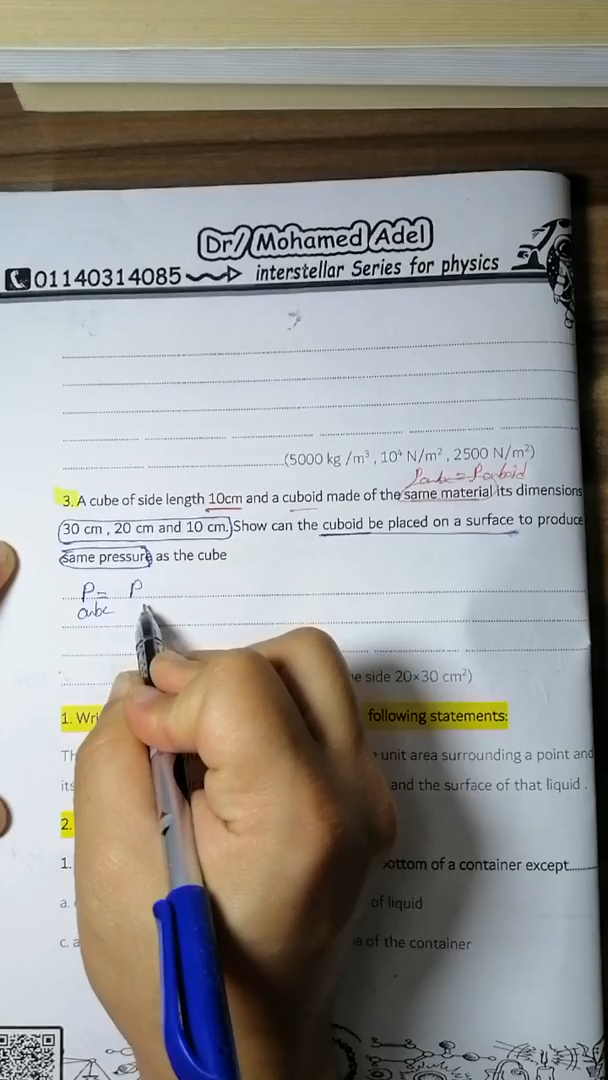 Dr/ Mohamed Adel
01140314085
interstellar Series for physics
(5000 kg /m³ , 10⁴ N/m² , 2500 N/m²)
ρcube = ρcuboid
3. A cube of side length 10cm and a cuboid made of the same material its dimensions
30 cm , 20 cm and 10 cm. Show can the cuboid be placed on a surface to produce
same pressure as the cube
P = P
cube
side 20×30 cm²)
1. following statements:
unit area surrounding a point and
and the surface of that liquid .
2.
1. of a container except.........
a. of liquid
c. of the container